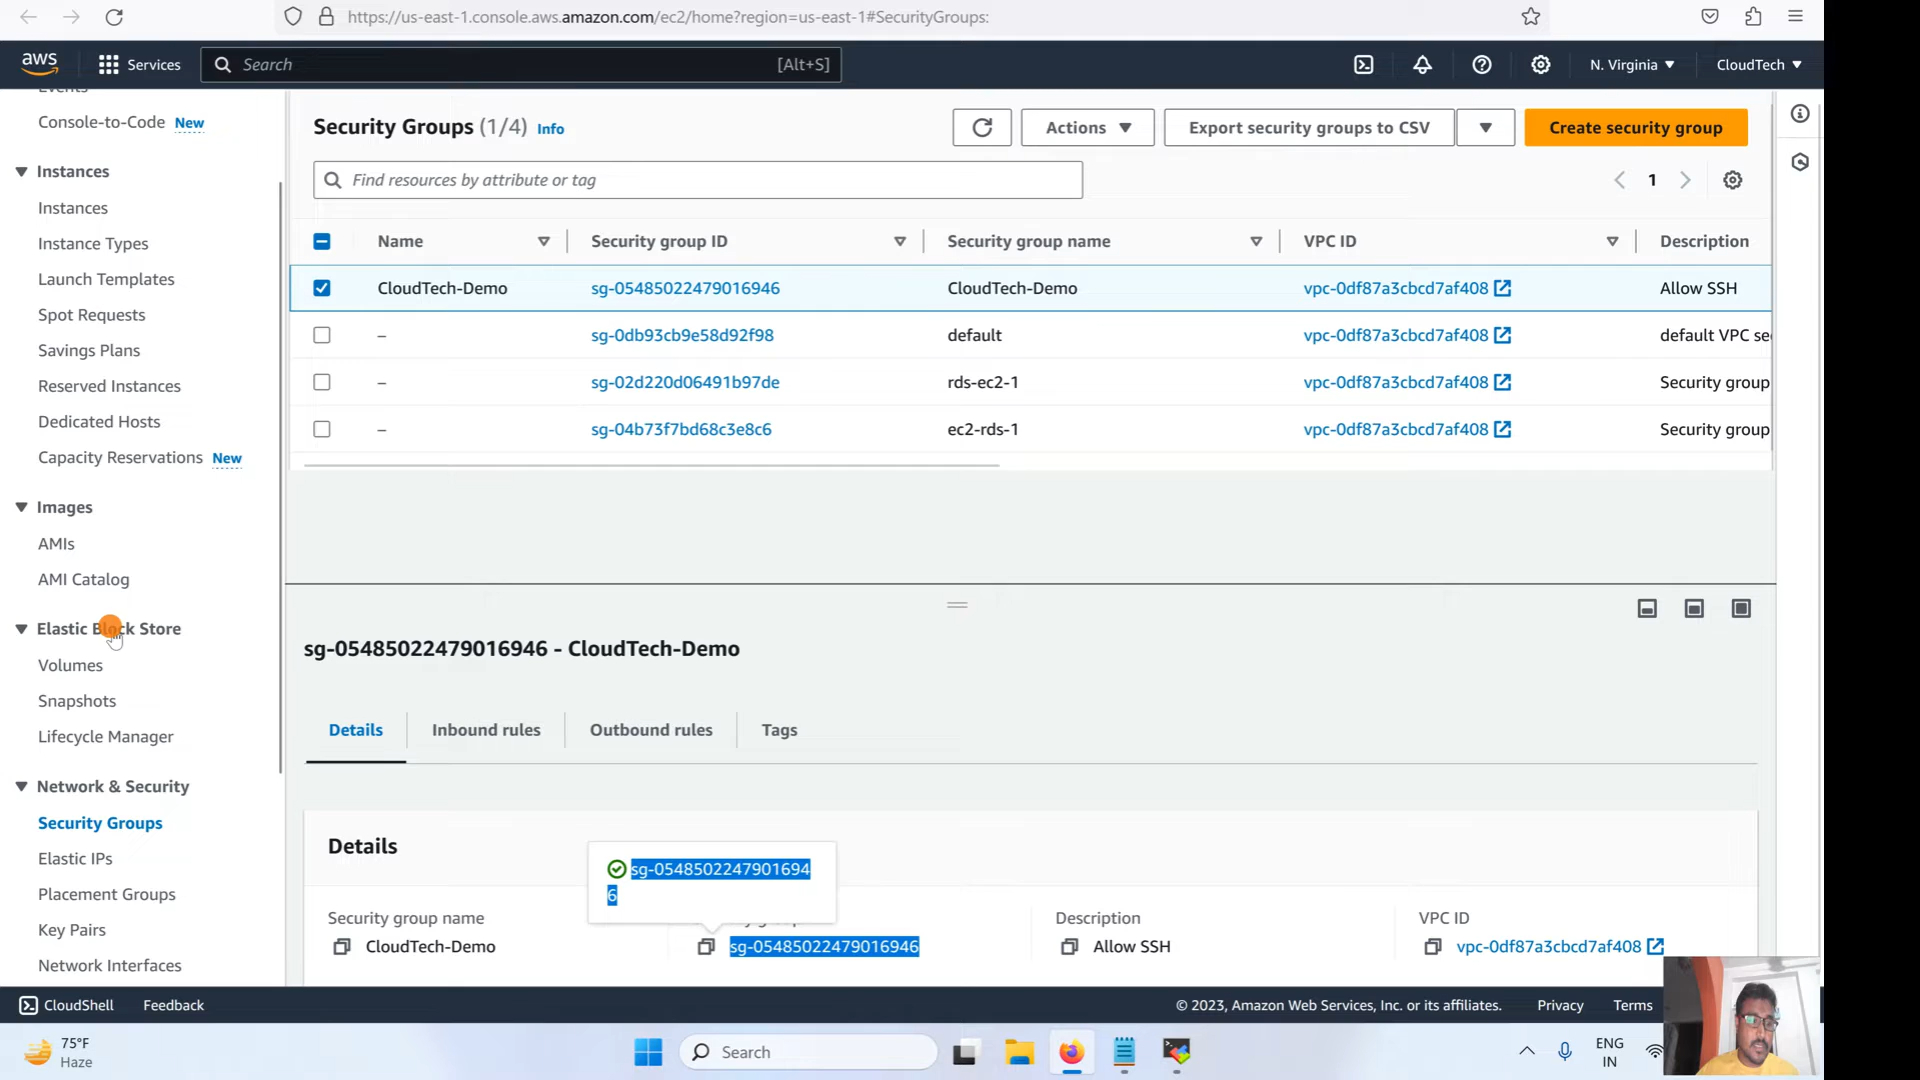 https://us-east-1.console.aws.amazon.com/ec2/home?region=us-east-1#SecurityGroups:
aws
Services
Search
[Alt+S]
N. Virginia
CloudTech
Events
Console-to-Code New
Instances
Instances
Instance Types
Launch Templates
Spot Requests
Savings Plans
Reserved Instances
Dedicated Hosts
Capacity Reservations New
Images
AMIs
AMI Catalog
Elastic Block Store
Volumes
Snapshots
Lifecycle Manager
Network & Security
Security Groups
Elastic IPs
Placement Groups
Key Pairs
Network Interfaces
Security Groups (1/4) Info
Actions
Export security groups to CSV
Create security group
Find resources by attribute or tag
1
Name Security group ID Security group name VPC ID Description
CloudTech-Demo sg-05485022479016946 CloudTech-Demo vpc-0df87a3cbcd7af408 Allow SSH
– sg-0db93cb9e58d92f98 default vpc-0df87a3cbcd7af408 default VPC se
– sg-02d220d06491b97de rds-ec2-1 vpc-0df87a3cbcd7af408 Security group
– sg-04b73f7bd68c3e8c6 ec2-rds-1 vpc-0df87a3cbcd7af408 Security group
sg-05485022479016946 - CloudTech-Demo
Details
Inbound rules
Outbound rules
Tags
Details
sg-0548502247901694
6
Security group name
CloudTech-Demo
sg-05485022479016946
Description
Allow SSH
VPC ID
vpc-0df87a3cbcd7af408
CloudShell
Feedback
© 2023, Amazon Web Services, Inc. or its affiliates.
Privacy
Terms
75°F
Haze
Search
ENG
IN